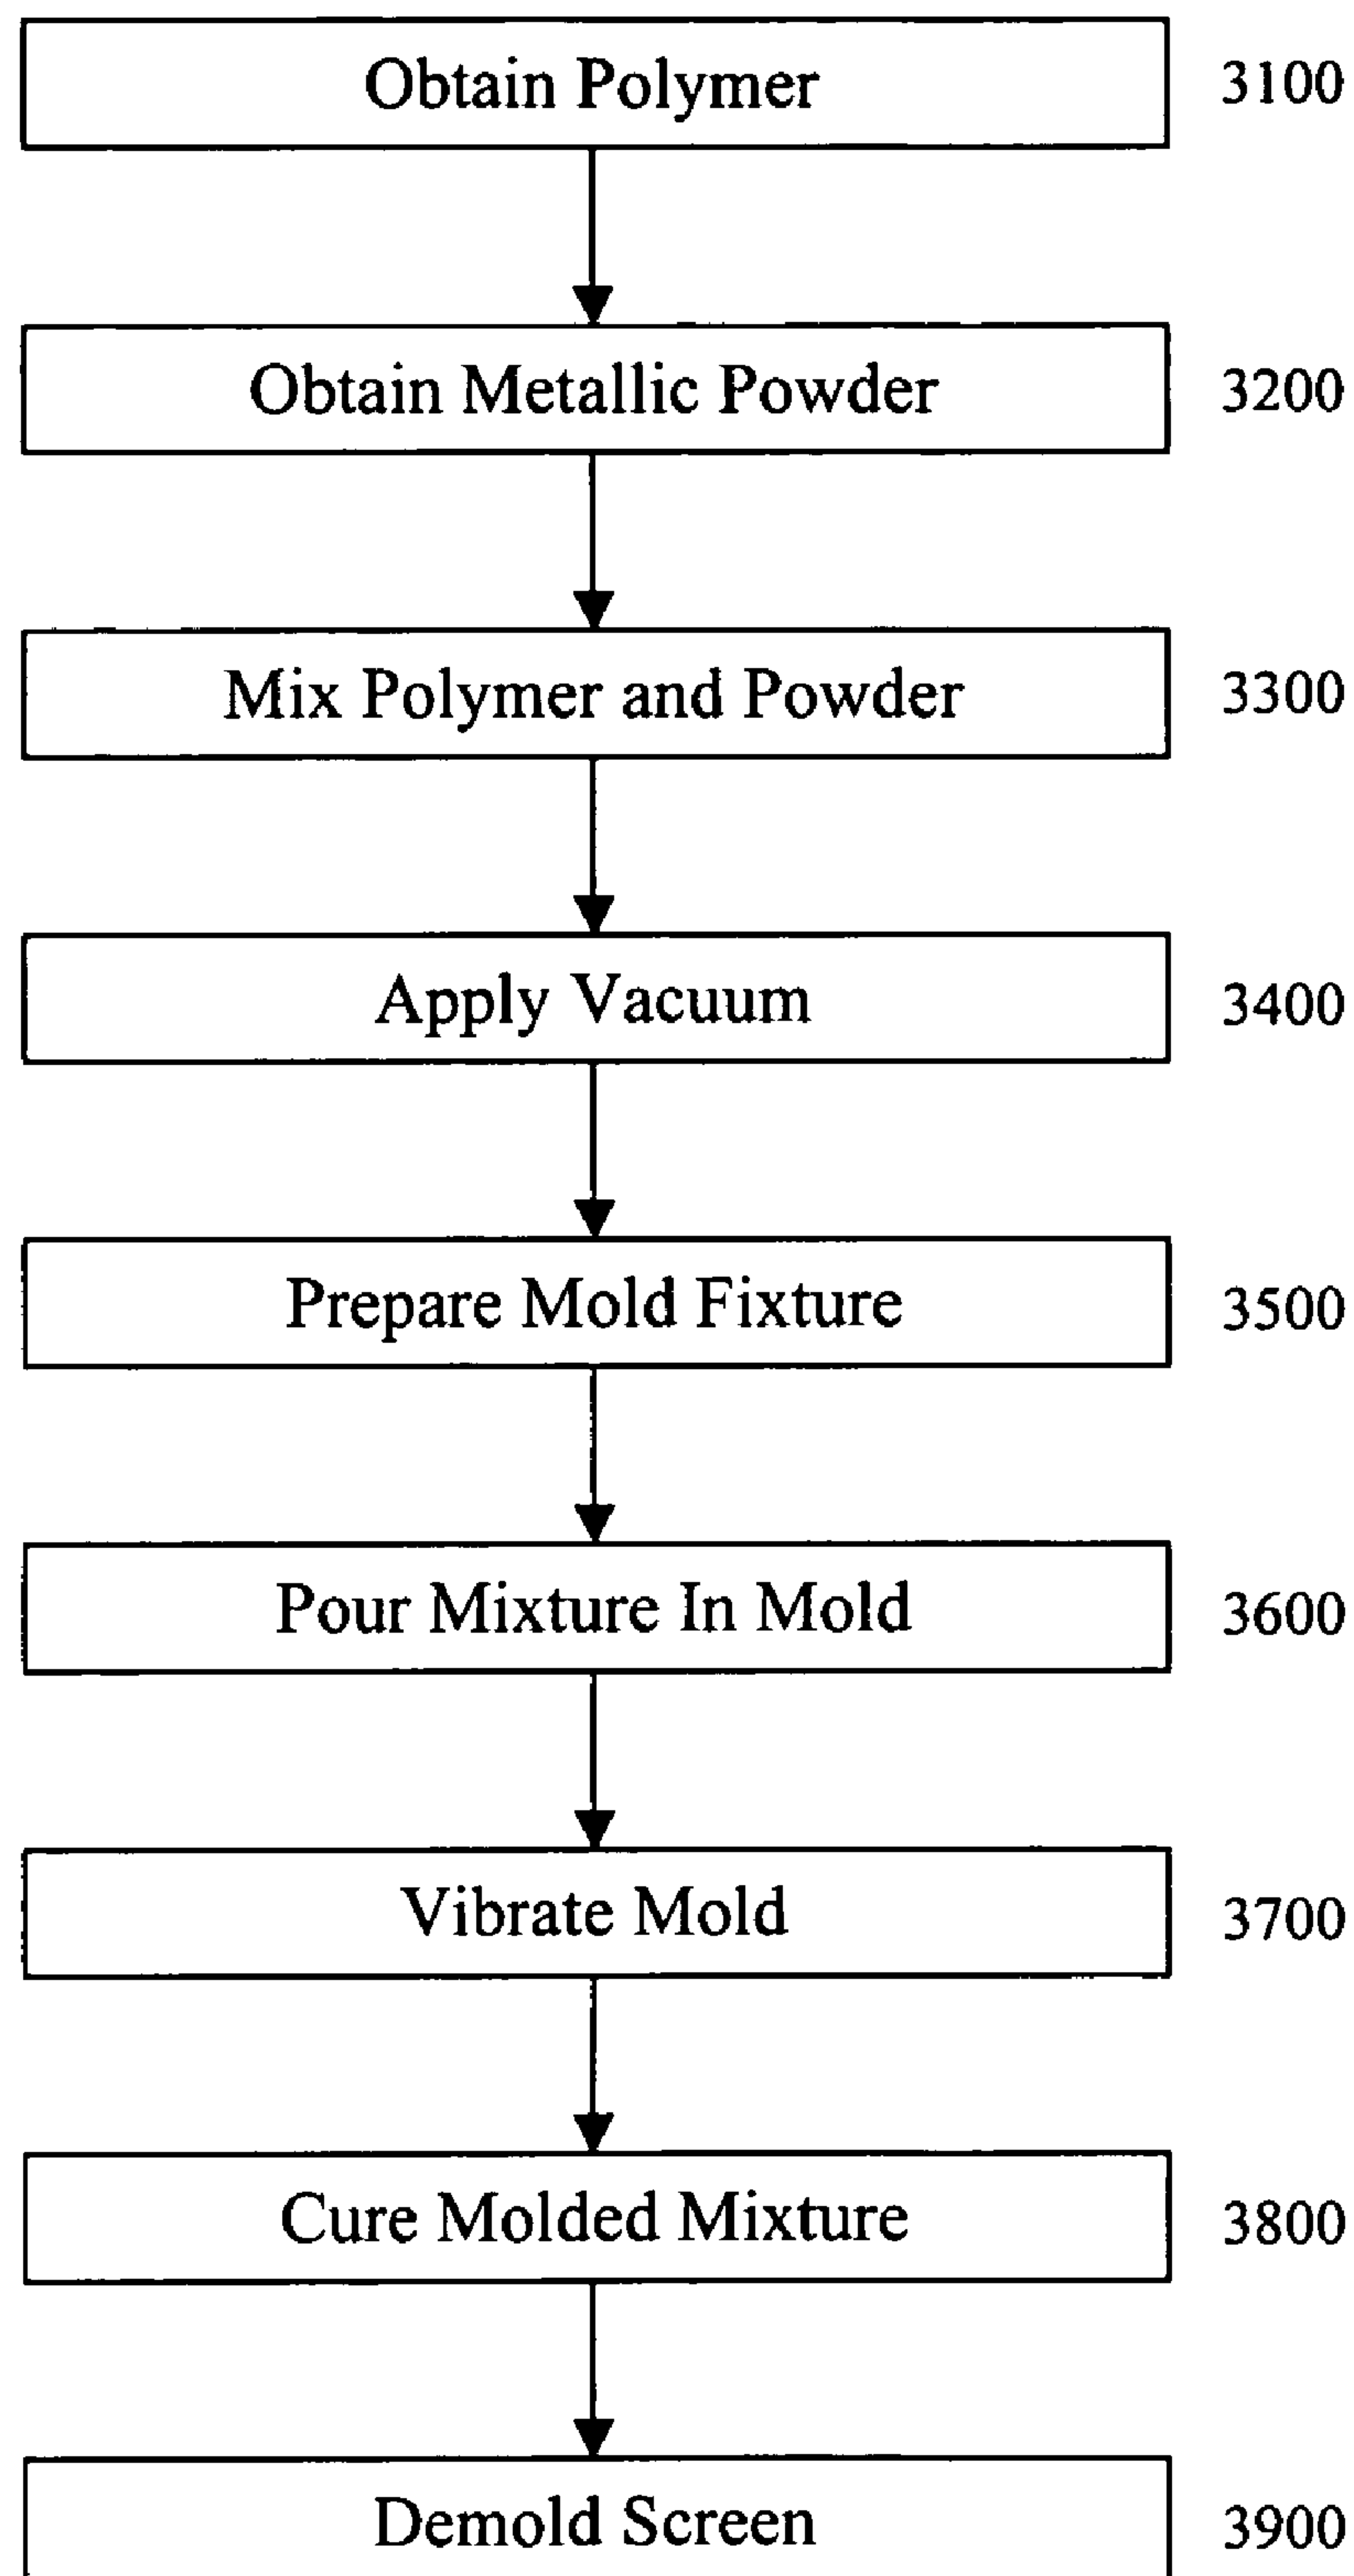 Obtain Polymer 3100
Obtain Metallic Powder 3200
Mix Polymer and Powder 3300
Apply Vacuum 3400
Prepare Mold Fixture 3500
Pour Mixture In Mold 3600
Vibrate Mold 3700
Cure Molded Mixture 3800
Demold Screen 3900